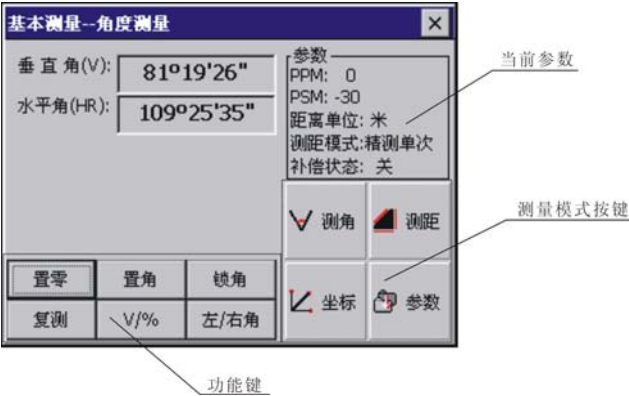 基本测量--角度测量
垂 直 角(V): 81º19'26"
水平角(HR): 109º25'35"
参数
PPM: 0
PSM: -30
距离单位: 米
测距模式:精测单次
补偿状态: 关
当前参数
测角
测距
测量模式按键
坐标
参数
置零
置角
锁角
复测
V/%
左/右角
功能键